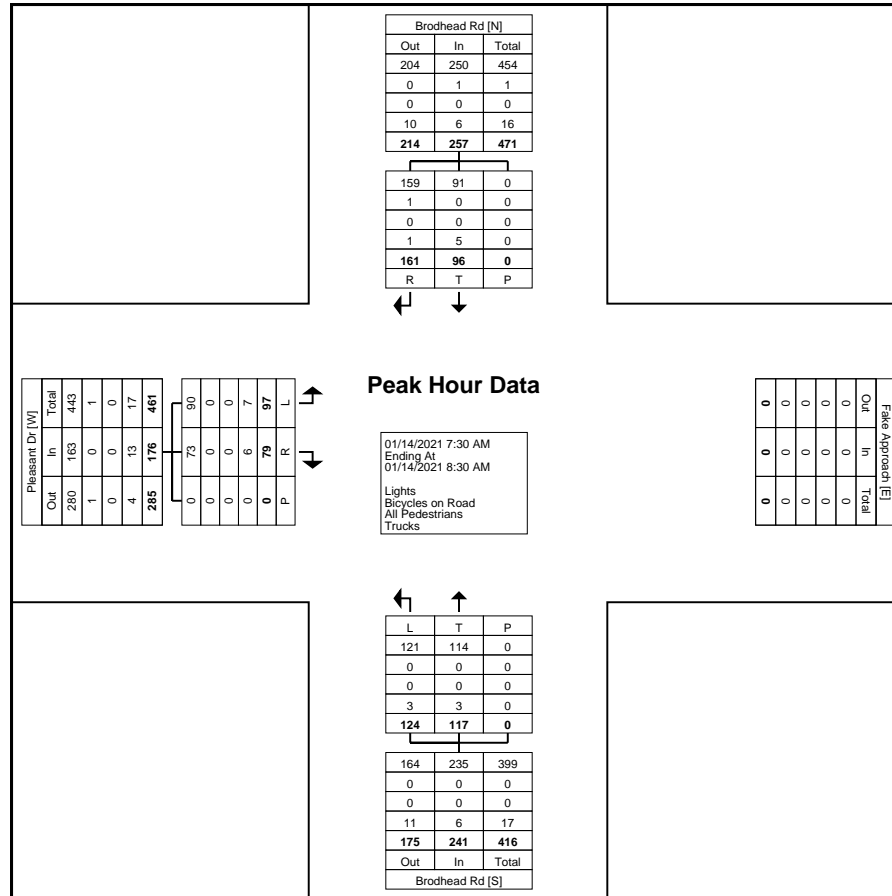 Brodhead Rd [N]
Out In Total
204 250 454
0 1 1
0 0 0
10 6 16
214 257 471
159 91 0
1 0 0
0 0 0
1 5 0
161 96 0
R T P
Peak Hour Data
01/14/2021 7:30 AM
Ending At
01/14/2021 8:30 AM
Lights
Bicycles on Road
All Pedestrians
Trucks
Pleasant Dr [W]
Out In Total
280 163 443
1 0 1
0 0 0
4 13 17
285 176 461
0 73 90
0 0 0
0 0 0
0 6 7
0 79 97
P R L
Fake Approach [E]
Out In Total
0 0 0
0 0 0
0 0 0
0 0 0
0 0 0
L T P
121 114 0
0 0 0
0 0 0
3 3 0
124 117 0
164 235 399
0 0 0
0 0 0
11 6 17
175 241 416
Out In Total
Brodhead Rd [S]